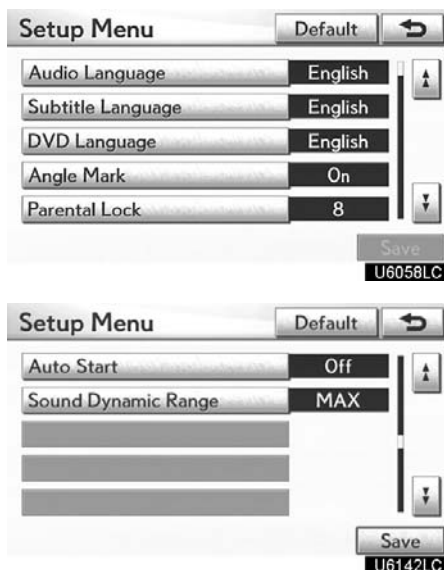 Setup Menu Default
Audio Language English
Subtitle Language English
DVD Language English
Angle Mark On
Parental Lock 8
Save
U6058LC
Setup Menu Default
Auto Start Off
Sound Dynamic Range MAX
Save
U6142LC